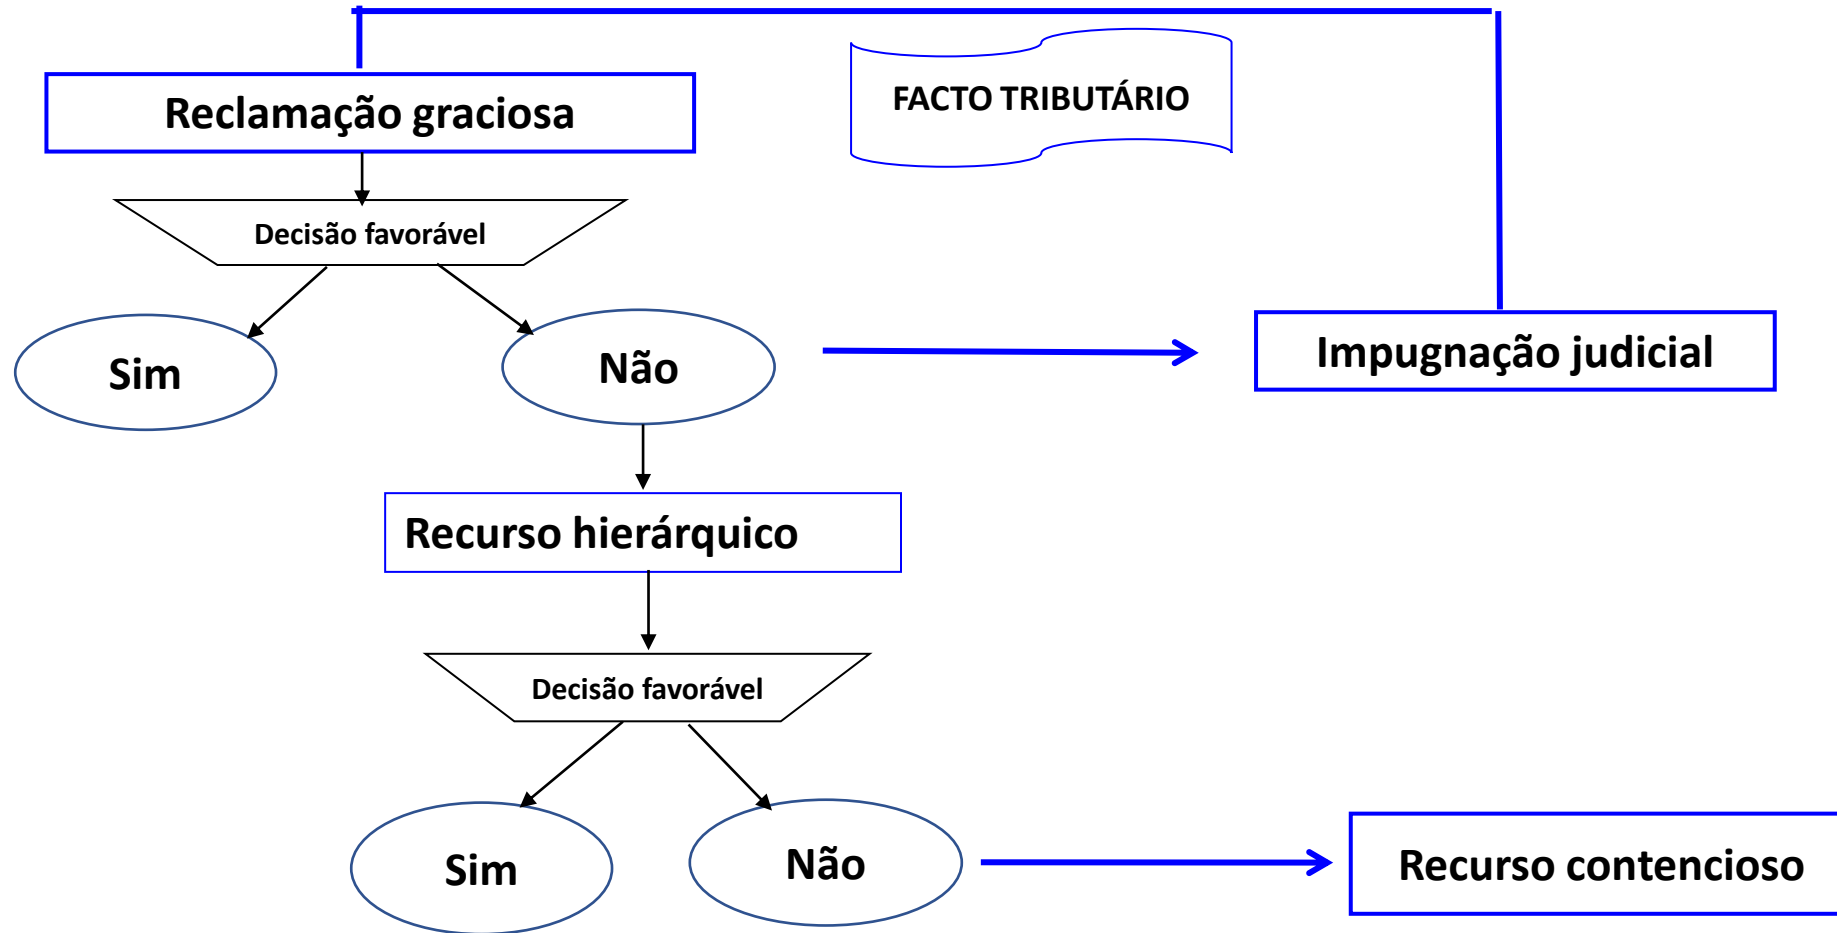 FACTO TRIBUTÁRIO
Reclamação graciosa
Decisão favorável
Sim
Não
Impugnação judicial
Recurso hierárquico
Decisão favorável
Sim
Não
Recurso contencioso